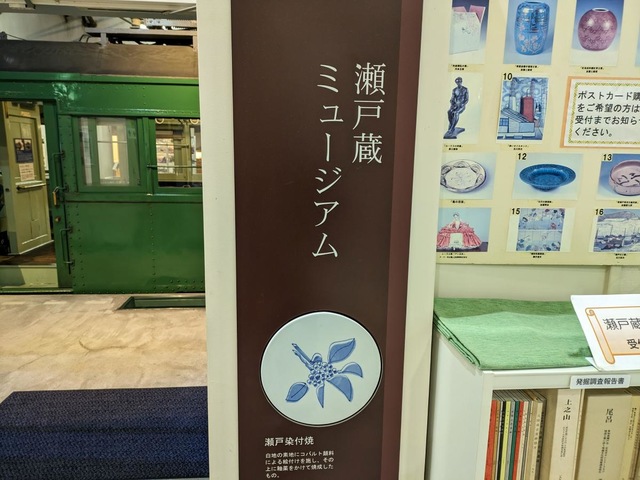 瀬戸蔵
ミュージアム
瀬戸染付焼
白地の素地にコバルト顔料
による絵付けを施し、その
上に釉薬をかけて焼成した
もの。
10
12
13
15
16
ポストカード購
をご希望の方は
受付までお知ら
ください。
瀬戸蔵
受付
発掘調査報告書
上之山
尾呂